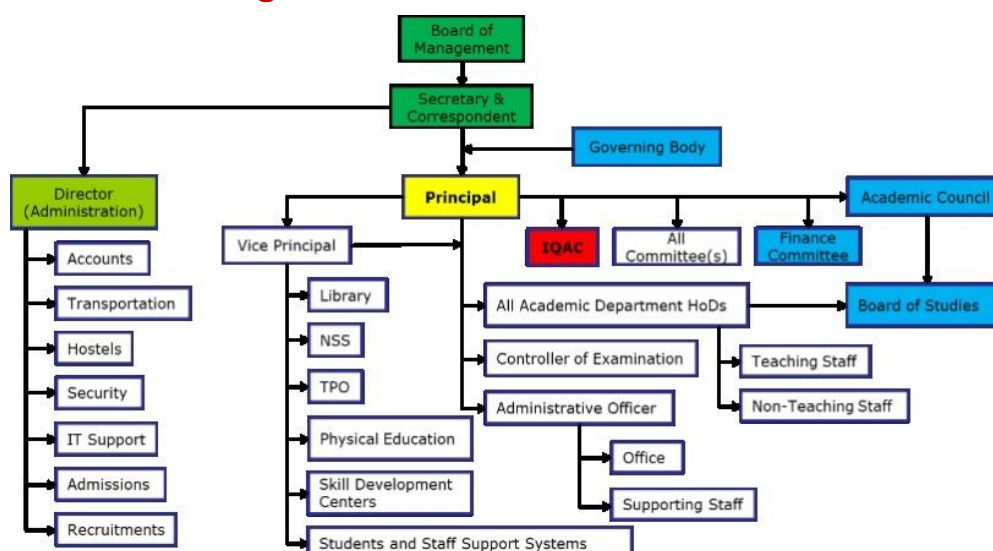 Board of
Management
Secretary &
Correspondent
Governing Body
Director
(Administration)
Principal
Academic Council
Vice Principal
IQAC
All
Committee(s)
Finance
Committee
Accounts
Library
All Academic Department HoDs
Board of Studies
Transportation
NSS
Controller of Examination
Teaching Staff
Hostels
TPO
Administrative Officer
Non-Teaching Staff
Security
Physical Education
Office
IT Support
Skill Development
Centers
Supporting Staff
Admissions
Recruitments
Students and Staff Support Systems